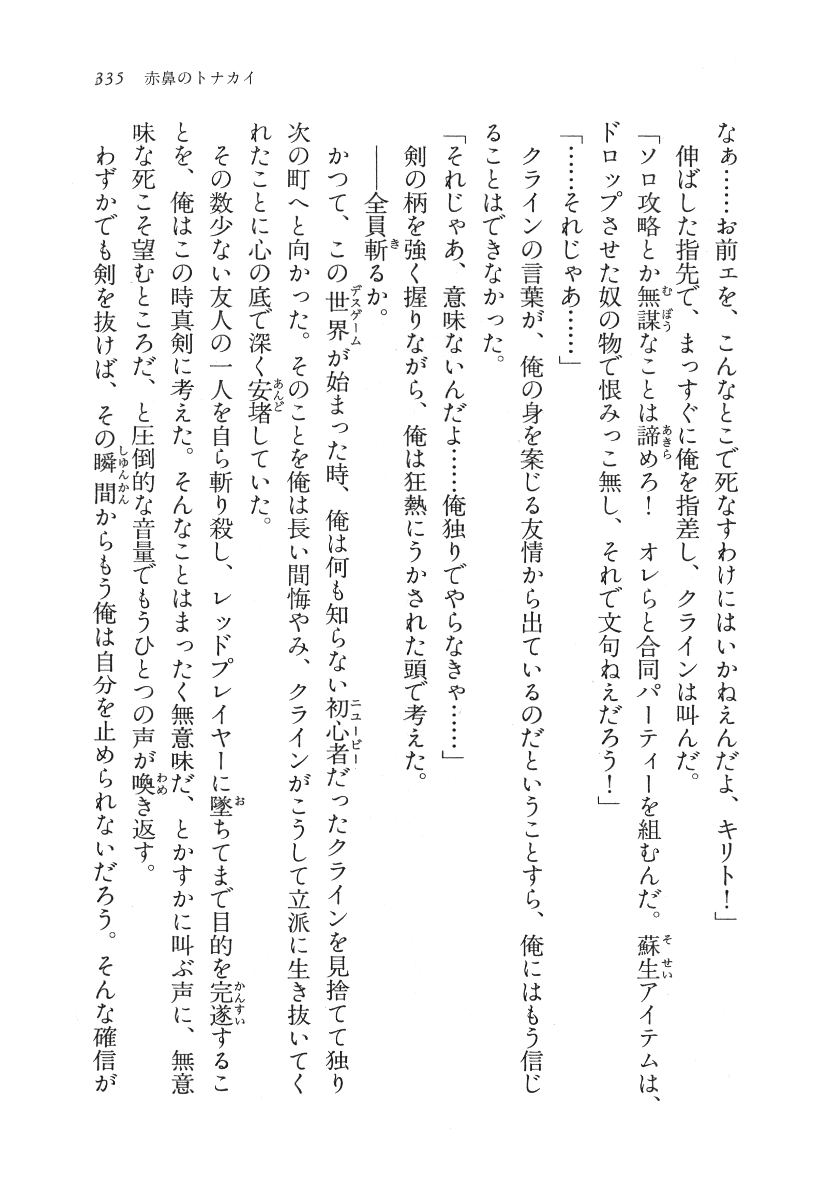 335 赤鼻のトナカイ
なぁ……お前ェを、こんなとこで死なすわけにはいかねえんだよ、キリト！」
　伸ばした指先で、まっすぐに俺を指差し、クラインは叫んだ。
「ソロ攻略とか無謀なことは諦めろ！　オレらと合同パーティーを組むんだ。蘇生アイテムは、
ドロップさせた奴の物で恨みっこ無し、それで文句ねえだろう！」
「……それじゃあ……」
　クラインの言葉が、俺の身を案じる友情から出ているのだということすら、俺にはもう信じ
ることはできなかった。
「それじゃあ、意味ないんだよ……俺独りでやらなきゃ……」
　剣の柄を強く握りながら、俺は狂熱にうかされた頭で考えた。
　――全員斬るか。
　かつて、この世界が始まった時、俺は何も知らない初心者だったクラインを見捨てて独り
次の町へと向かった。そのことを俺は長い間悔やみ、クラインがこうして立派に生き抜いてく
れたことに心の底で深く安堵していた。
　その数少ない友人の一人を自ら斬り殺し、レッドプレイヤーに墜ちてまで目的を完遂するこ
とを、俺はこの時真剣に考えた。そんなことはまったく無意味だ、とかすかに叫ぶ声に、無意
味な死こそ望むところだ、と圧倒的な音量でもうひとつの声が喚き返す。
　わずかでも剣を抜けば、その瞬間からもう俺は自分を止められないだろう。そんな確信が